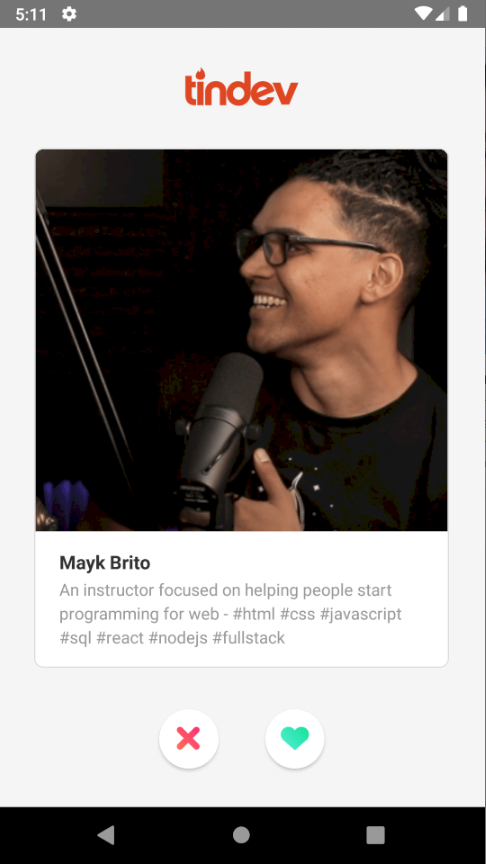 5:11
tindev
Mayk Brito
An instructor focused on helping people start
programming for web - #html #css #javascript
#sql #react #nodejs #fullstack